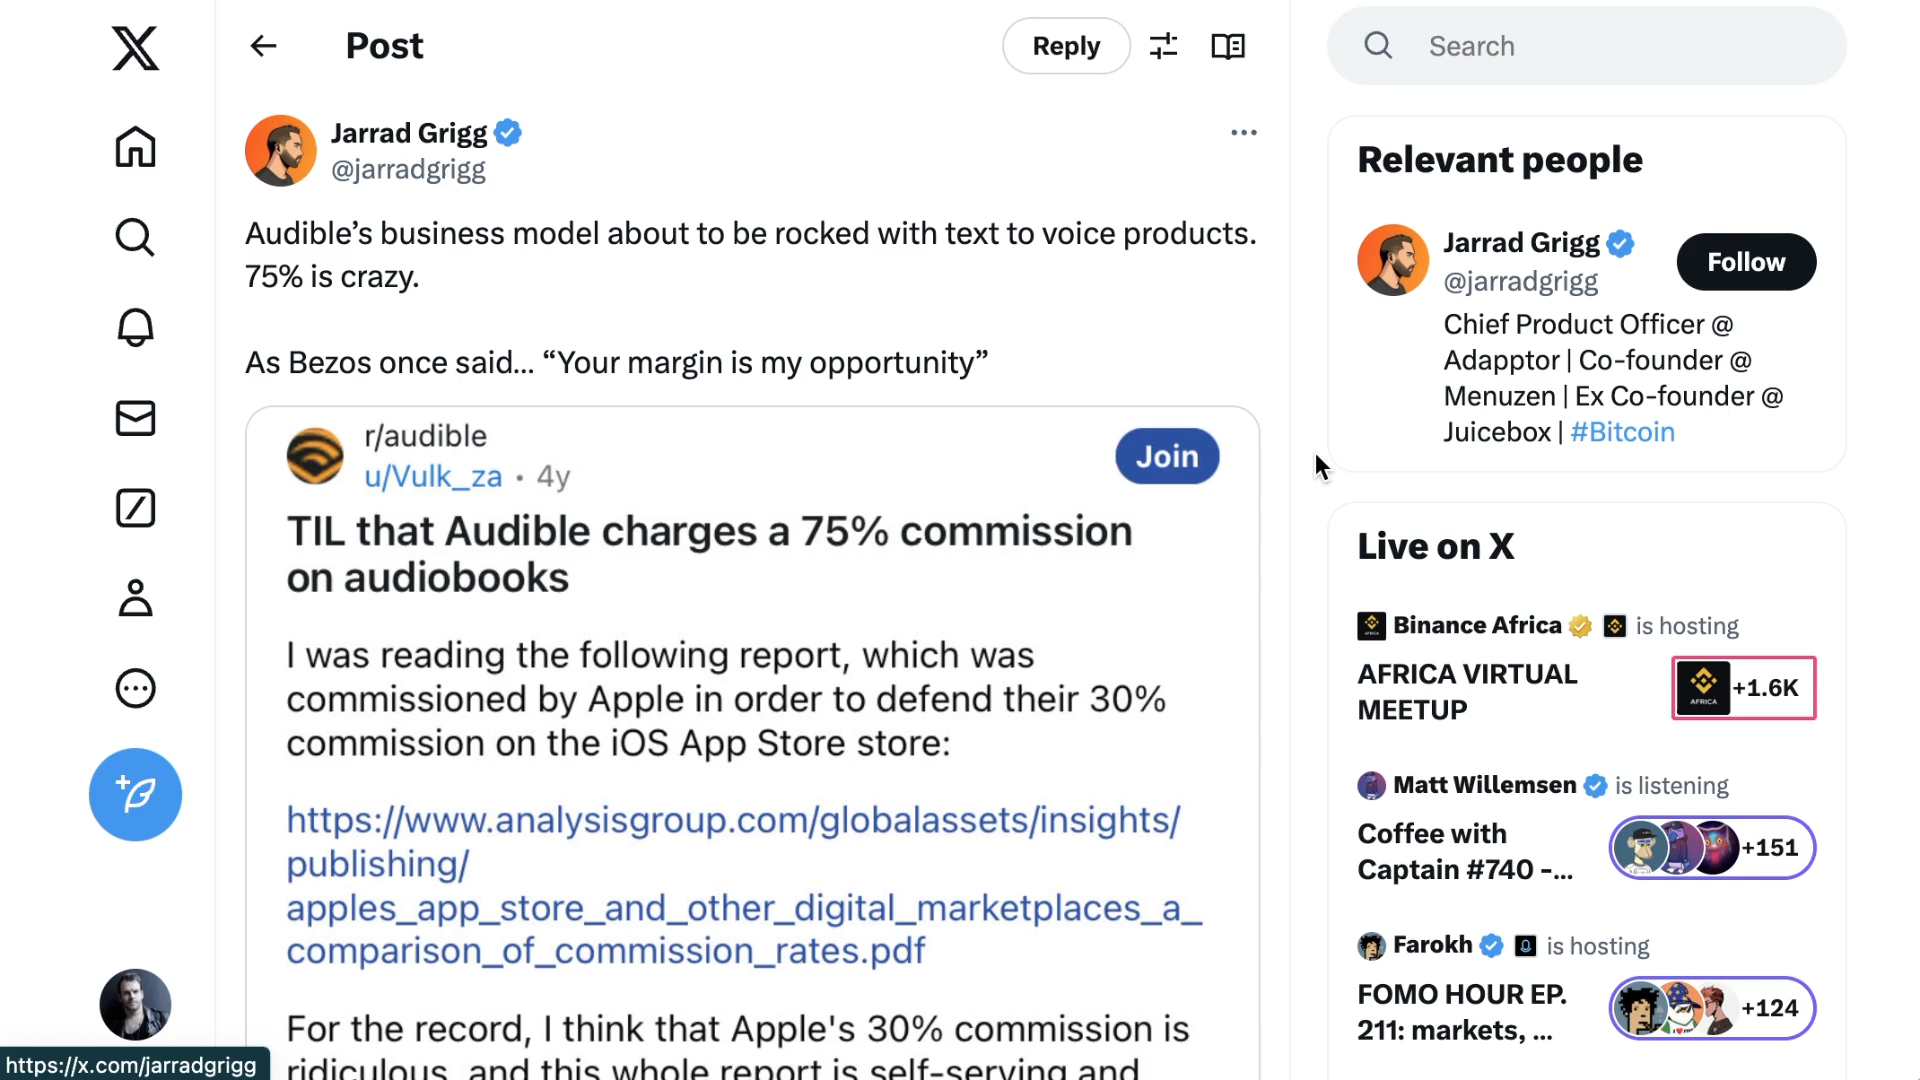 Post
Reply
Search
Jarrad Grigg
@jarradgrigg
Audible’s business model about to be rocked with text to voice products.
75% is crazy.
As Bezos once said... “Your margin is my opportunity”
r/audible
u/Vulk_za • 4y
Join
TIL that Audible charges a 75% commission
on audiobooks
I was reading the following report, which was
commissioned by Apple in order to defend their 30%
commission on the iOS App Store store:
https://www.analysisgroup.com/globalassets/insights/
publishing/
apples_app_store_and_other_digital_marketplaces_a_
comparison_of_commission_rates.pdf
For the record, I think that Apple's 30% commission is
ridiculous, and this whole report is self-serving and
Relevant people
Jarrad Grigg
@jarradgrigg
Follow
Chief Product Officer @
Adapptor | Co-founder @
Menuzen | Ex Co-founder @
Juicebox | #Bitcoin
Live on X
Binance Africa is hosting
AFRICA VIRTUAL
MEETUP
AFRICA
+1.6K
Matt Willemsen is listening
Coffee with
Captain #740 -...
+151
Farokh is hosting
FOMO HOUR EP.
211: markets, ...
+124
https://x.com/jarradgrigg